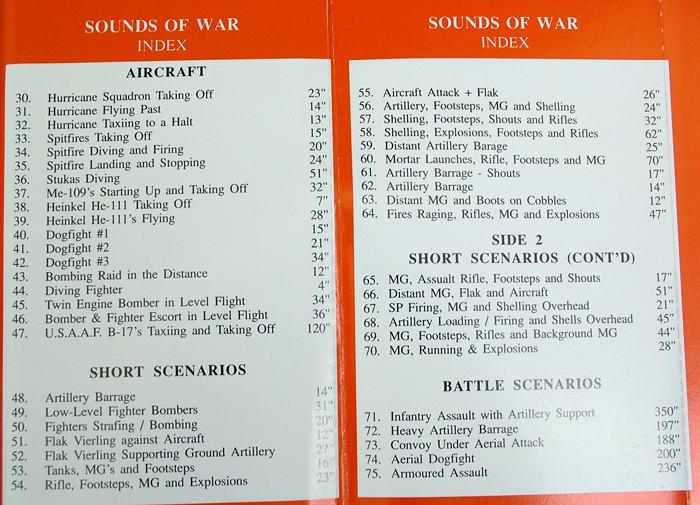 SOUNDS OF WAR
INDEX
AIRCRAFT
30. Hurricane Squadron Taking Off 23"
31. Hurricane Flying Past 14"
32. Hurricane Taxiing to a Halt 13"
33. Spitfires Taking Off 15"
34. Spitfire Diving and Firing 20"
35. Spitfire Landing and Stopping 24"
36. Stukas Diving 51"
37. Me-109's Starting Up and Taking Off 32"
38. Heinkel He-111 Taking Off 7"
39. Heinkel He-111's Flying 28"
40. Dogfight #1 15"
41. Dogfight #2 21"
42. Dogfight #3 34"
43. Bombing Raid in the Distance 12"
44. Diving Fighter 4"
45. Twin Engine Bomber in Level Flight 34"
46. Bomber & Fighter Escort in Level Flight 36"
47. U.S.A.A.F. B-17's Taxiing and Taking Off 120"
SHORT SCENARIOS
48. Artillery Barrage 14"
49. Low-Level Fighter Bombers 31"
50. Fighters Strafing / Bombing 20"
51. Flak Vierling against Aircraft 12"
52. Flak Vierling Supporting Ground Artillery 27"
53. Tanks, MG's and Footsteps 16"
54. Rifle, Footsteps, MG and Explosions 23"
SOUNDS OF WAR
INDEX
55. Aircraft Attack + Flak 26"
56. Artillery, Footsteps, MG and Shelling 24"
57. Shelling, Footsteps, Shouts and Rifles 32"
58. Shelling, Explosions, Footsteps and Rifles 62"
59. Distant Artillery Barage 25"
60. Mortar Launches, Rifle, Footsteps and MG 70"
61. Artillery Barrage - Shouts 17"
62. Artillery Barrage 14"
63. Distant MG and Boots on Cobbles 12"
64. Fires Raging, Rifles, MG and Explosions 47"
SIDE 2
SHORT SCENARIOS (CONT'D)
65. MG, Assualt Rifle, Footsteps and Shouts 17"
66. Distant MG, Flak and Aircraft 51"
67. SP Firing, MG and Shelling Overhead 21"
68. Artillery Loading / Firing and Shells Overhead 45"
69. MG, Footsteps, Rifles and Background MG 44"
70. MG, Running & Explosions 28"
BATTLE SCENARIOS
71. Infantry Assault with Artillery Support 350"
72. Heavy Artillery Barrage 197"
73. Convoy Under Aerial Attack 188"
74. Aerial Dogfight 200"
75. Armoured Assault 236"